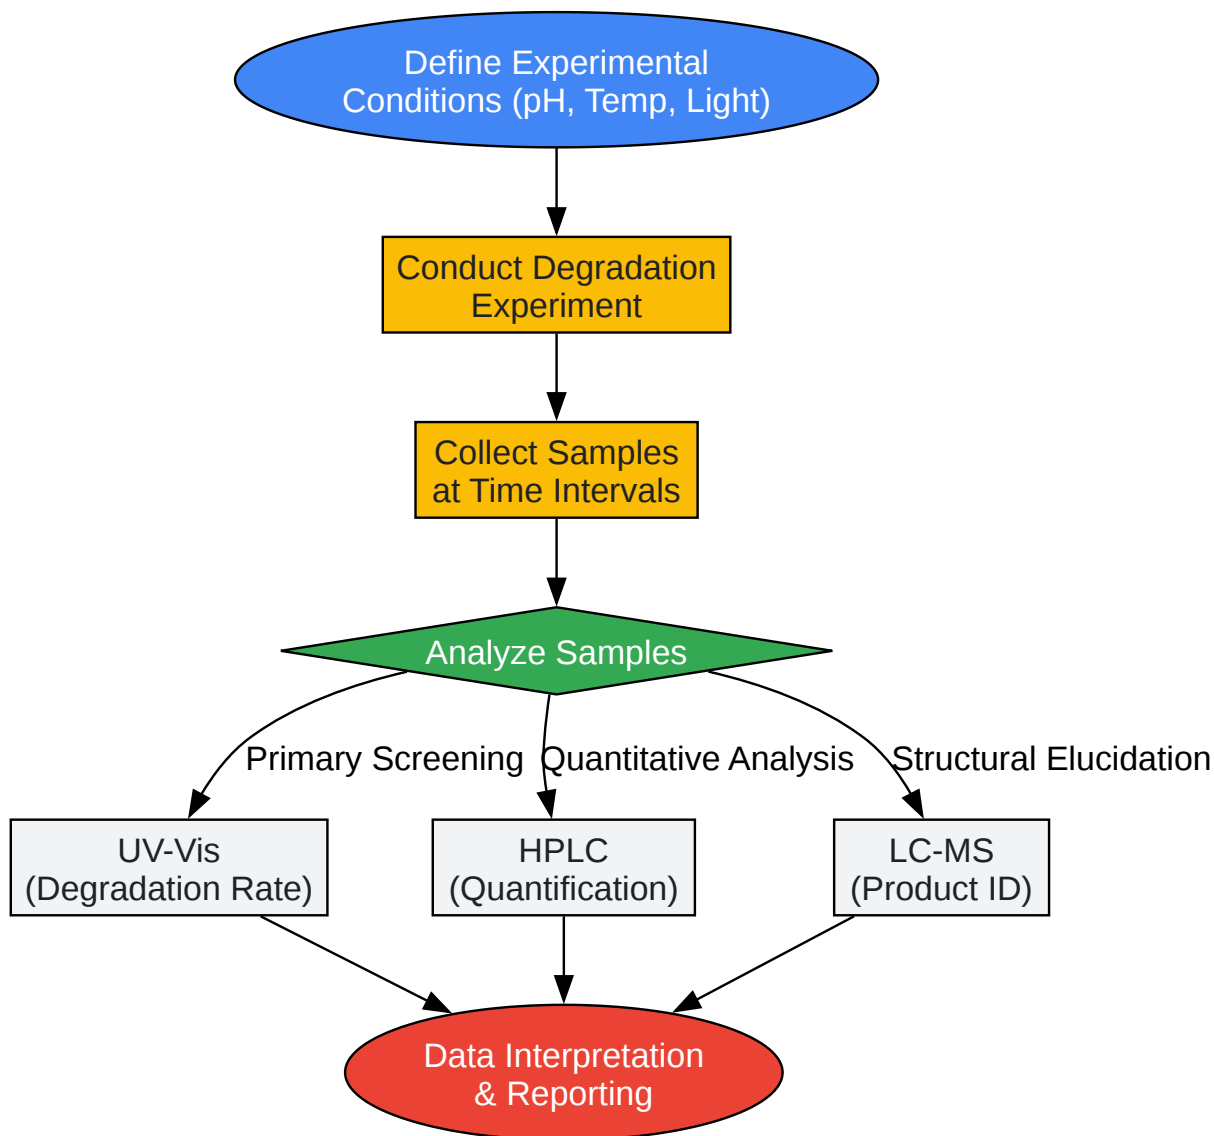 Define Experimental
Conditions (pH, Temp, Light)
Conduct Degradation
Experiment
Collect Samples
at Time Intervals
Analyze Samples
Primary Screening
Quantitative Analysis
Structural Elucidation
UV-Vis
(Degradation Rate)
HPLC
(Quantification)
LC-MS
(Product ID)
Data Interpretation
& Reporting